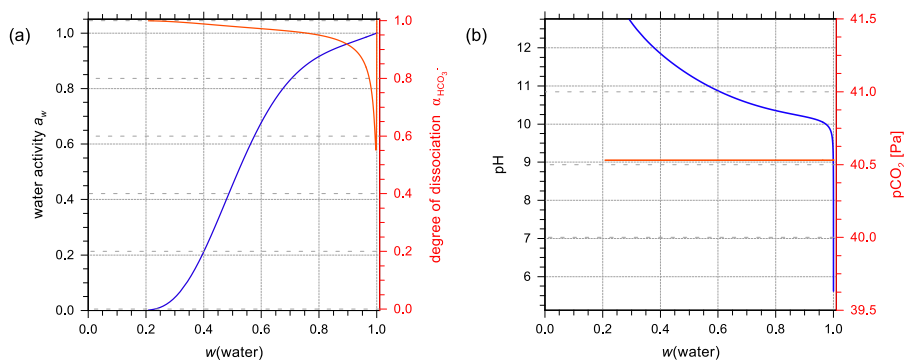 (a)
1.0
0.8
0.6
0.4
0.2
0.0
water activity a_w
1.0
0.8
0.6
0.4
0.2
0.0
degree of dissociation α_HCO₃-
0.0 0.2 0.4 0.6 0.8 1.0
w(water)
(b)
12
11
10
9
8
7
6
pH
41.5
41.0
40.5
40.0
39.5
pCO₂ [Pa]
0.0 0.2 0.4 0.6 0.8 1.0
w(water)